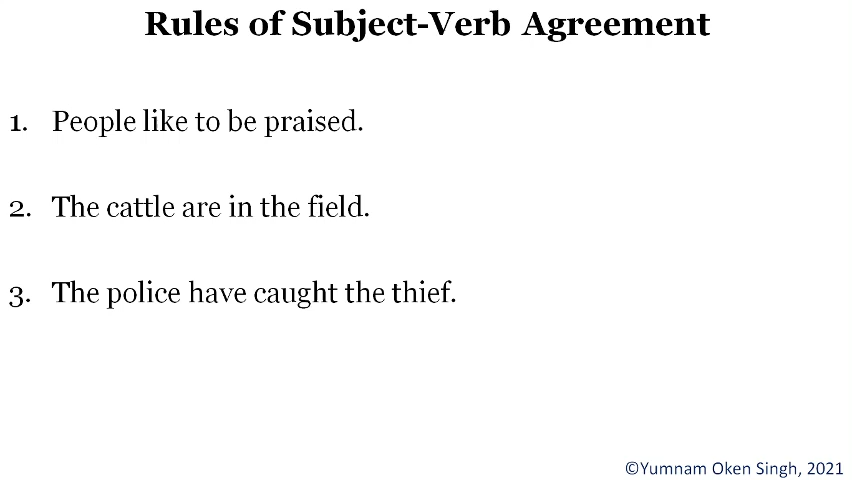 Rules of Subject-Verb Agreement
1. People like to be praised.
2. The cattle are in the field.
3. The police have caught the thief.
©Yumnam Oken Singh, 2021